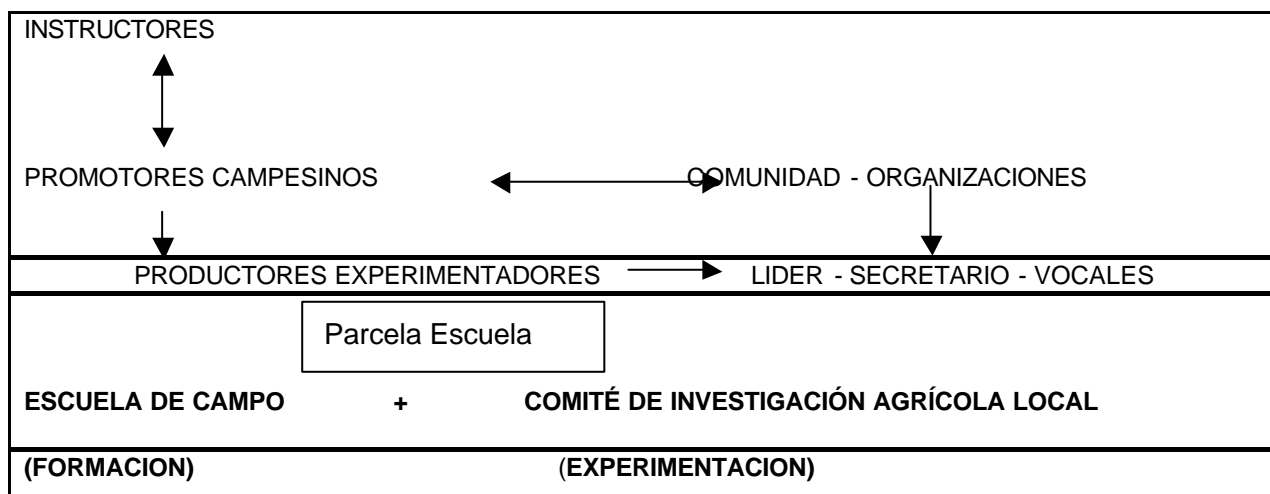 INSTRUCTORES
PROMOTORES CAMPESINOS COMUNIDAD - ORGANIZACIONES
PRODUCTORES EXPERIMENTADORES LIDER - SECRETARIO - VOCALES
Parcela Escuela
ESCUELA DE CAMPO + COMITÉ DE INVESTIGACIÓN AGRÍCOLA LOCAL
(FORMACION) (EXPERIMENTACION)